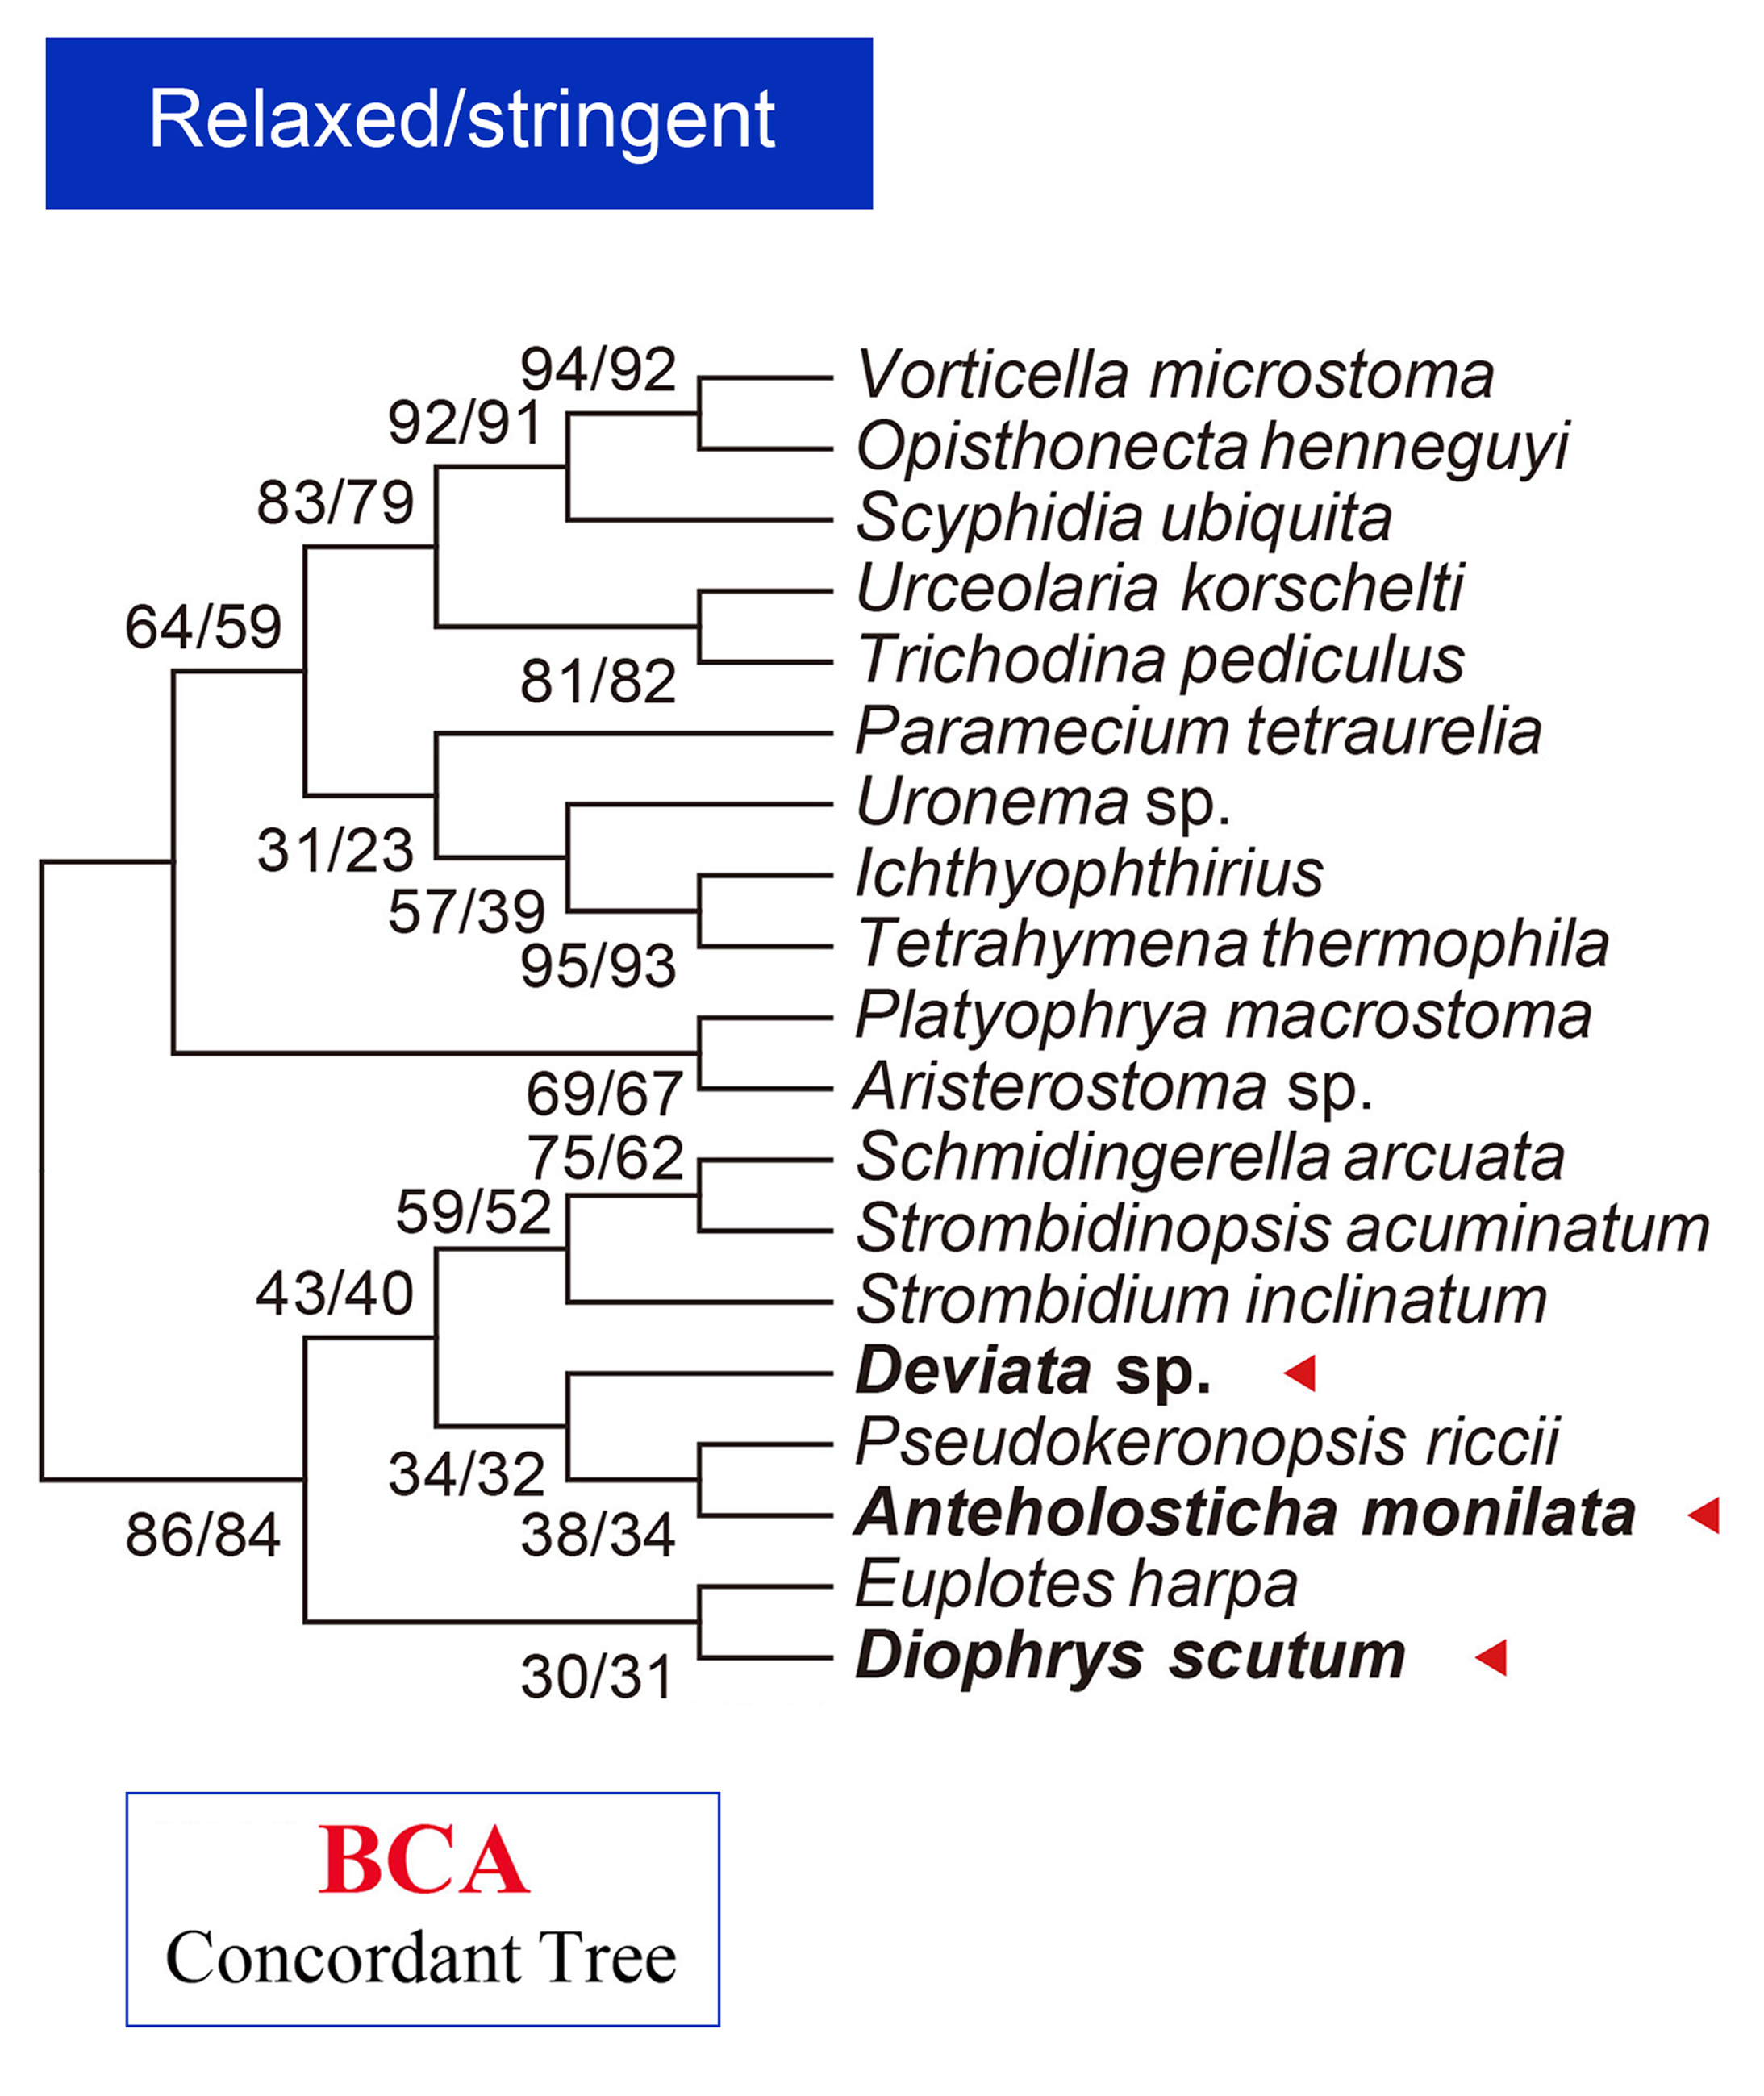 Relaxed/stringent
94/92
Vorticella microstoma
92/91
Opisthonecta henneguyi
83/79
Scyphidia ubiquita
Urceolaria korschelti
64/59
Trichodina pediculus
81/82
Paramecium tetraurelia
Uronema sp.
31/23
Ichthyophthirius
57/39
Tetrahymena thermophila
95/93
Platyophrya macrostoma
69/67
Aristerostoma sp.
75/62
Schmidingerella arcuata
59/52
Strombidinopsis acuminatum
43/40
Strombidium inclinatum
Deviata sp.
Pseudokeronopsis riccii
34/32
Anteholosticha monilata
86/84
38/34
Euplotes harpa
Diophrys scutum
30/31
BCA
Concordant Tree